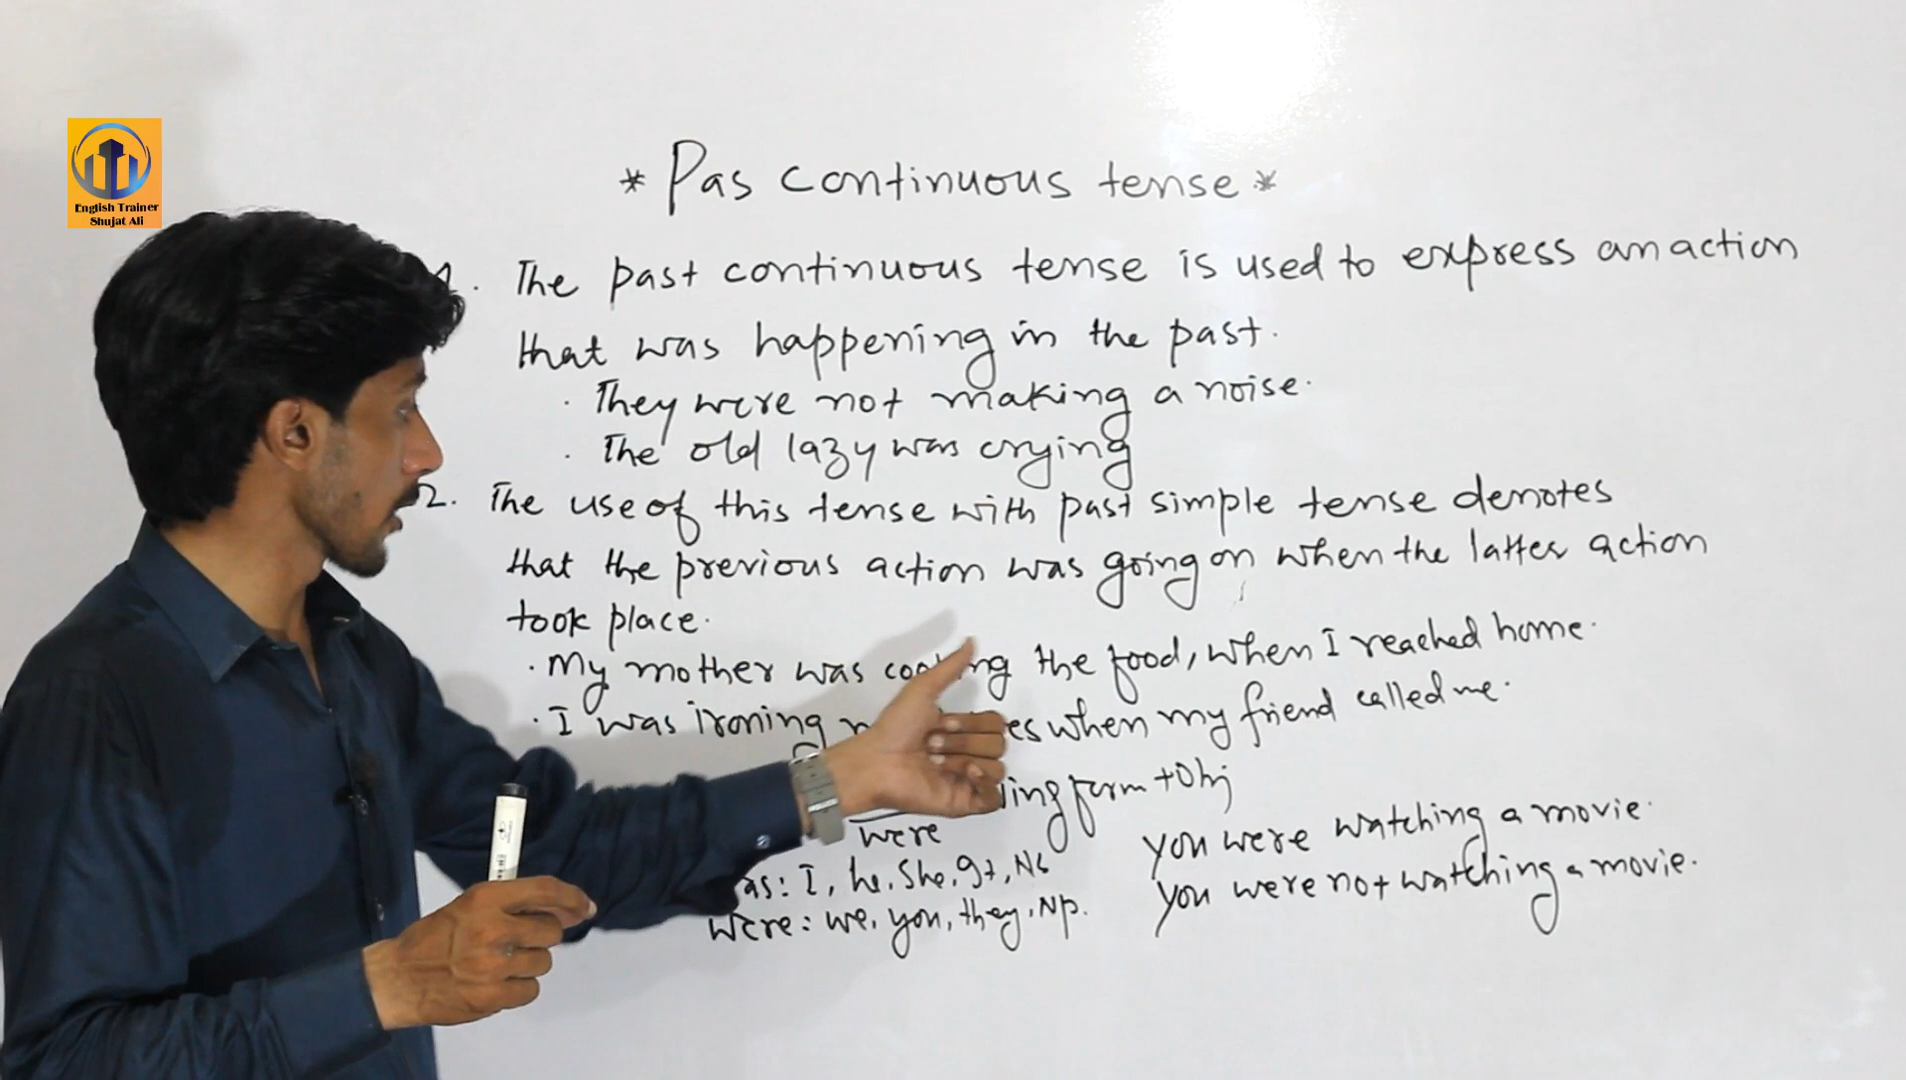 English Trainer
Shujat Ali
* Pas continuous tense *
1. The past continuous tense is used to express an action
that was happening in the past.
. They were not making a noise.
. The old lazy was crying
2. The use of this tense with past simple tense denotes
that the previous action was going on when the latter action
took place.
. My mother was cooking the food, when I reached home.
. I was ironing when my friend called me.
ing form + Obj
were
as: I, he, She, It, Ns
Were: we, you, they, Np.
you were watching a movie.
you were not watching a movie.